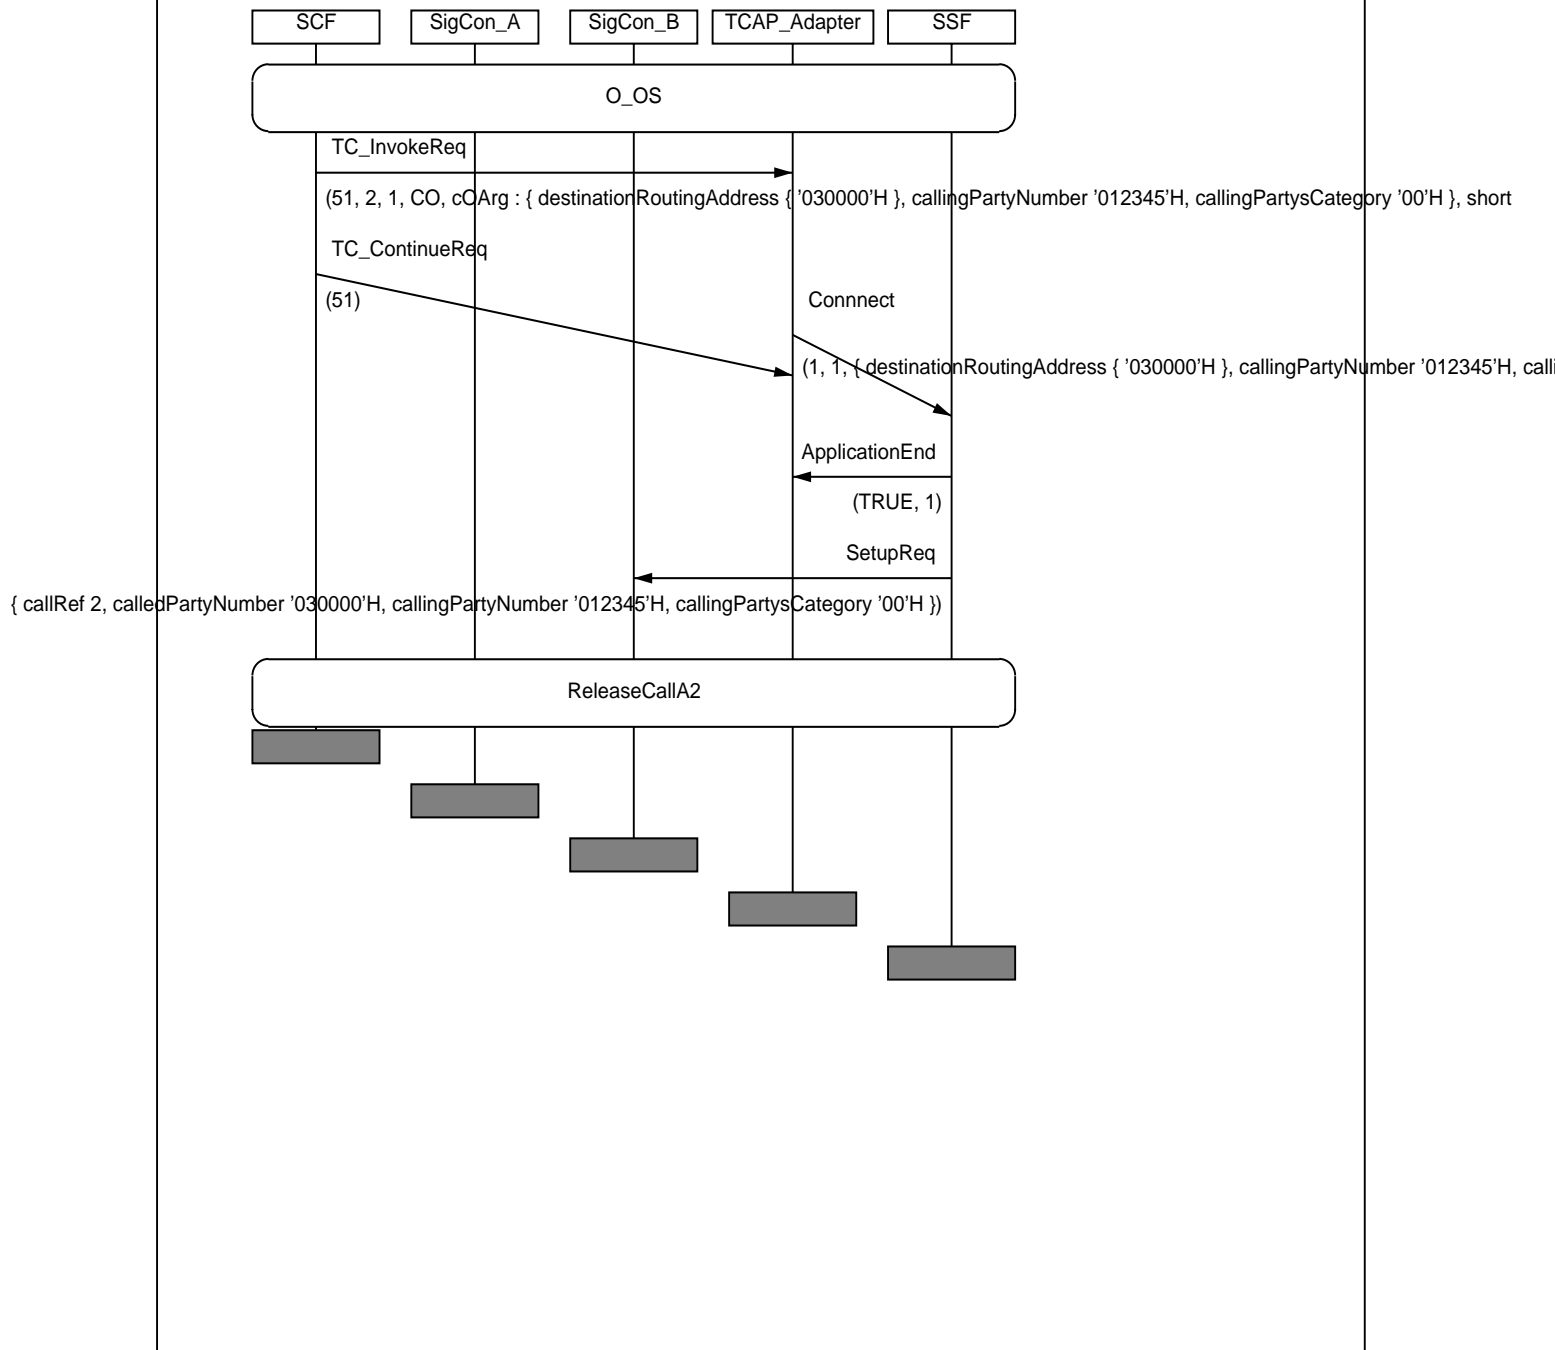 SCF SigCon_A SigCon_B TCAP_Adapter SSF
O_OS
TC_InvokeReq
(51, 2, 1, CO, cOArg : { destinationRoutingAddress { '030000'H }, callingPartyNumber '012345'H, callingPartysCategory '00'H }, short
TC_ContinueReq
(51)
Connnect
(1, 1, { destinationRoutingAddress { '030000'H }, callingPartyNumber '012345'H, calli
ApplicationEnd
(TRUE, 1)
SetupReq
{ callRef 2, calledPartyNumber '030000'H, callingPartyNumber '012345'H, callingPartysCategory '00'H })
ReleaseCallA2